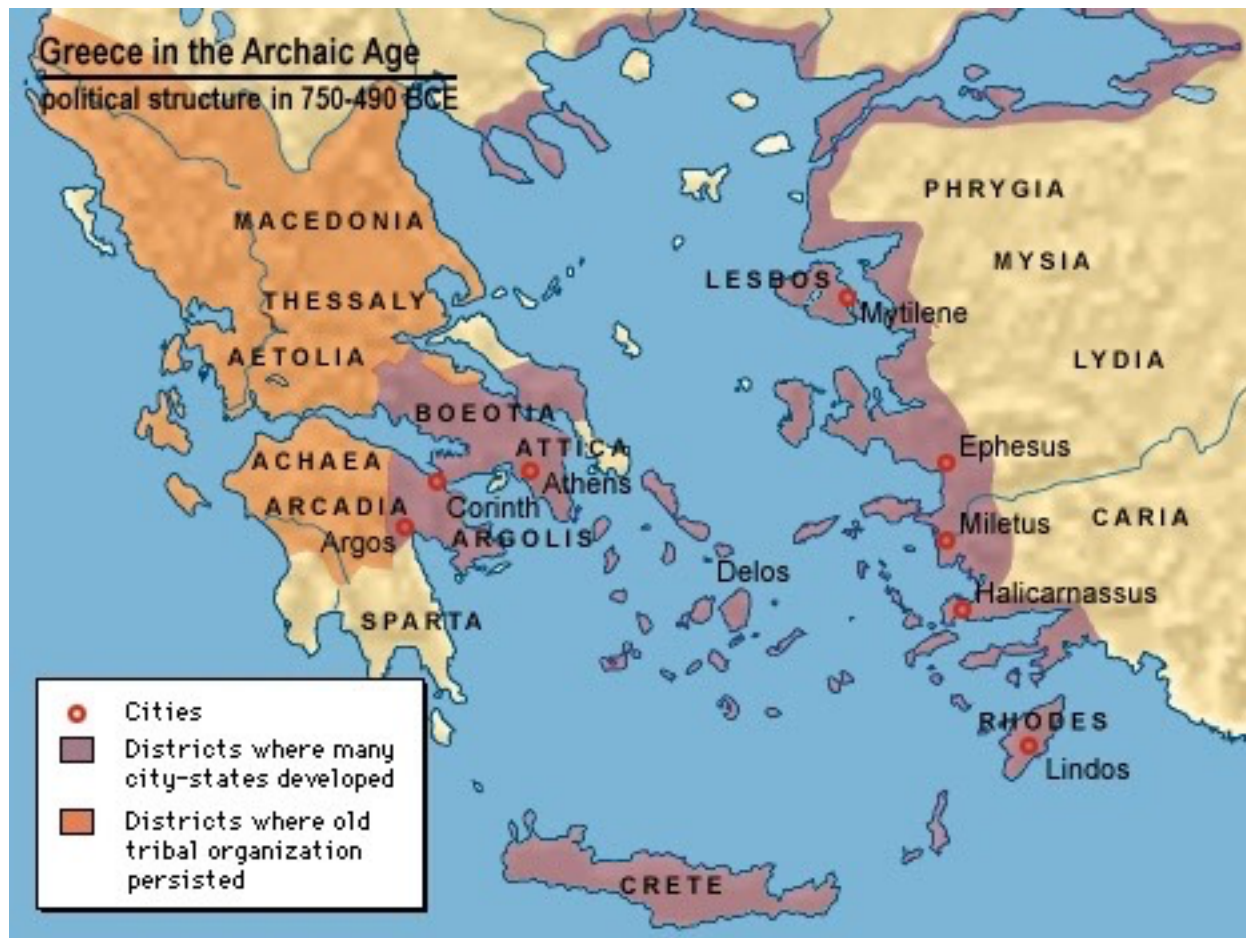 Greece in the Archaic Age
political structure in 750-490 BCE
PHRYGIA
MACEDONIA
MYSIA
LESBOS
THESSALY
Mytilene
AETOLIA
LYDIA
BOEOTIA
ATTICA
Ephesus
ACHAEA
Athens
ARCADIA
Corinth
CARIA
Miletus
Argos
ARGOLIS
Delos
Halicarnassus
SPARTA
RHODES
Lindos
CRETE
Cities
Districts where many
city-states developed
Districts where old
tribal organization
persisted